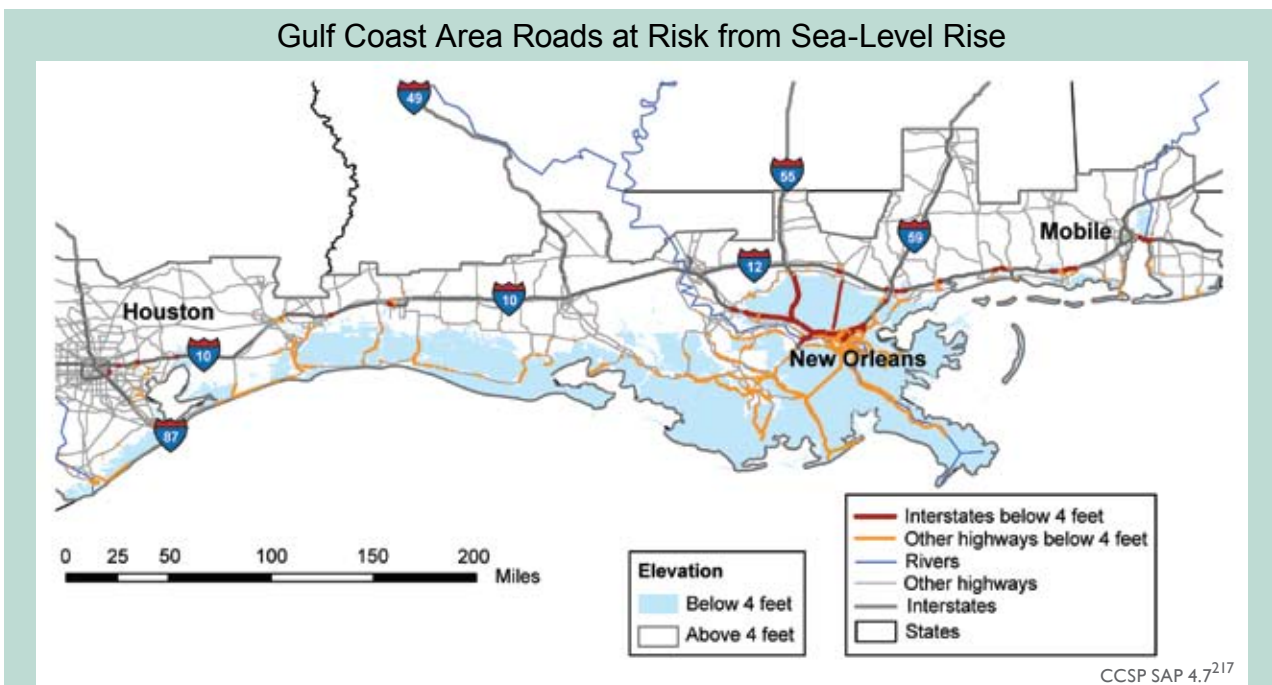 Gulf Coast Area Roads at Risk from Sea-Level Rise
49
55
59
Mobile
12
Houston
10
10
New Orleans
87
0 25 50 100 150 200
Miles
Elevation
Below 4 feet
Above 4 feet
Interstates below 4 feet
Other highways below 4 feet
Rivers
Other highways
Interstates
States
CCSP SAP 4.7217